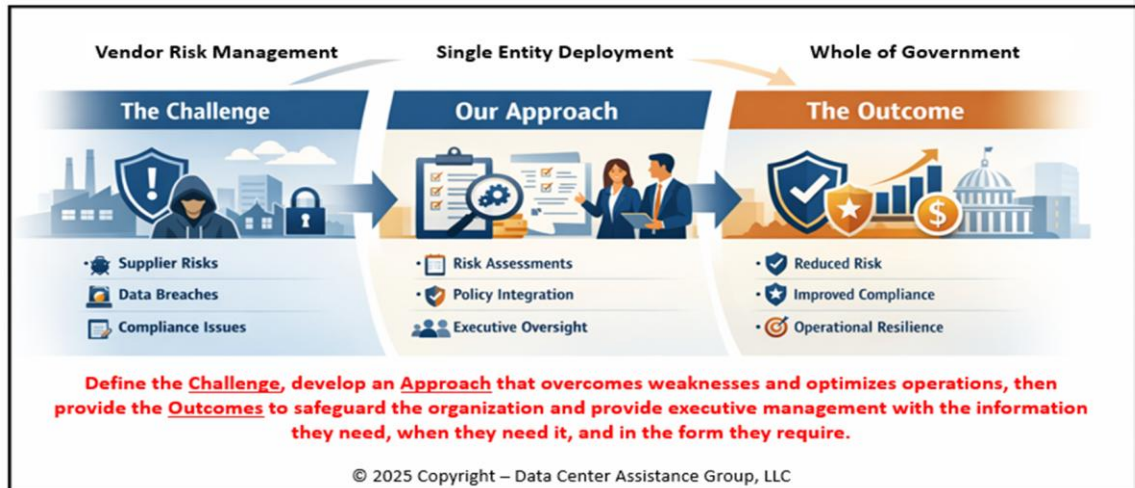 Vendor Risk Management
Single Entity Deployment
Whole of Government
The Challenge
Our Approach
The Outcome
• Supplier Risks
Data Breaches
Compliance Issues
• Risk Assessments
• Policy Integration
Executive Oversight
• Reduced Risk
• Improved Compliance
• Operational Resilience
Define the Challenge, develop an Approach that overcomes weaknesses and optimizes operations, then
provide the Outcomes to safeguard the organization and provide executive management with the information
they need, when they need it, and in the form they require.
© 2025 Copyright – Data Center Assistance Group, LLC